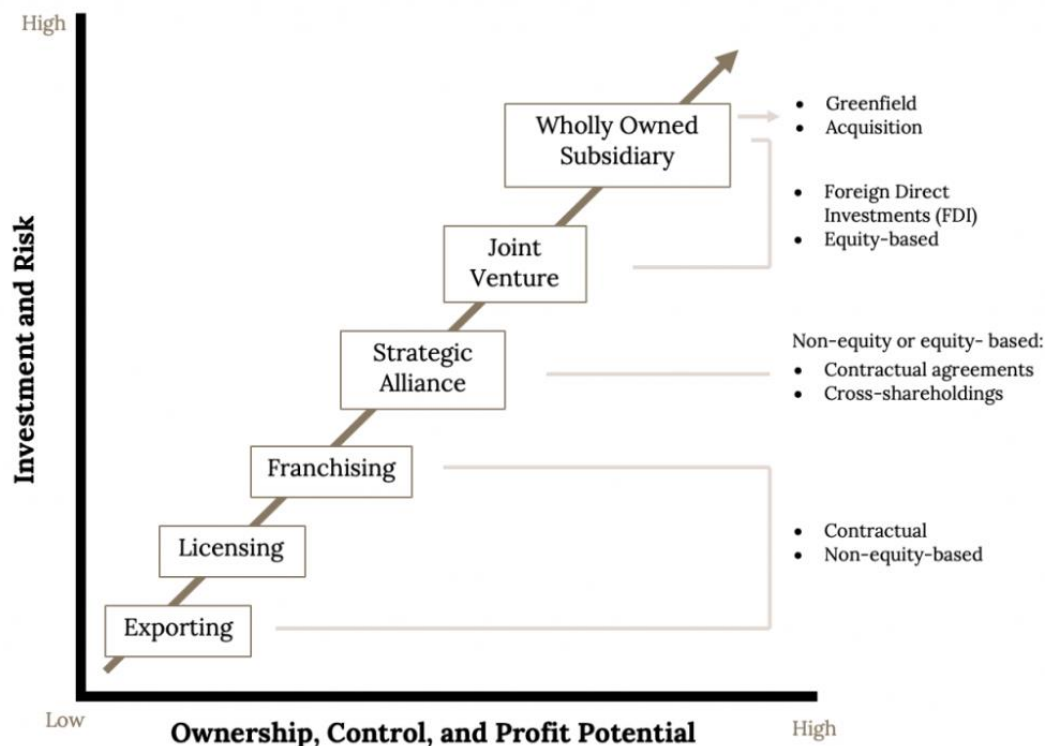 High
Wholly Owned
Subsidiary
• Greenfield
• Acquisition
• Foreign Direct
Investments (FDI)
• Equity-based
Joint
Venture
Strategic
Alliance
Non-equity or equity- based:
• Contractual agreements
• Cross-shareholdings
Franchising
Licensing
• Contractual
• Non-equity-based
Exporting
Investment and Risk
Low
Ownership, Control, and Profit Potential
High